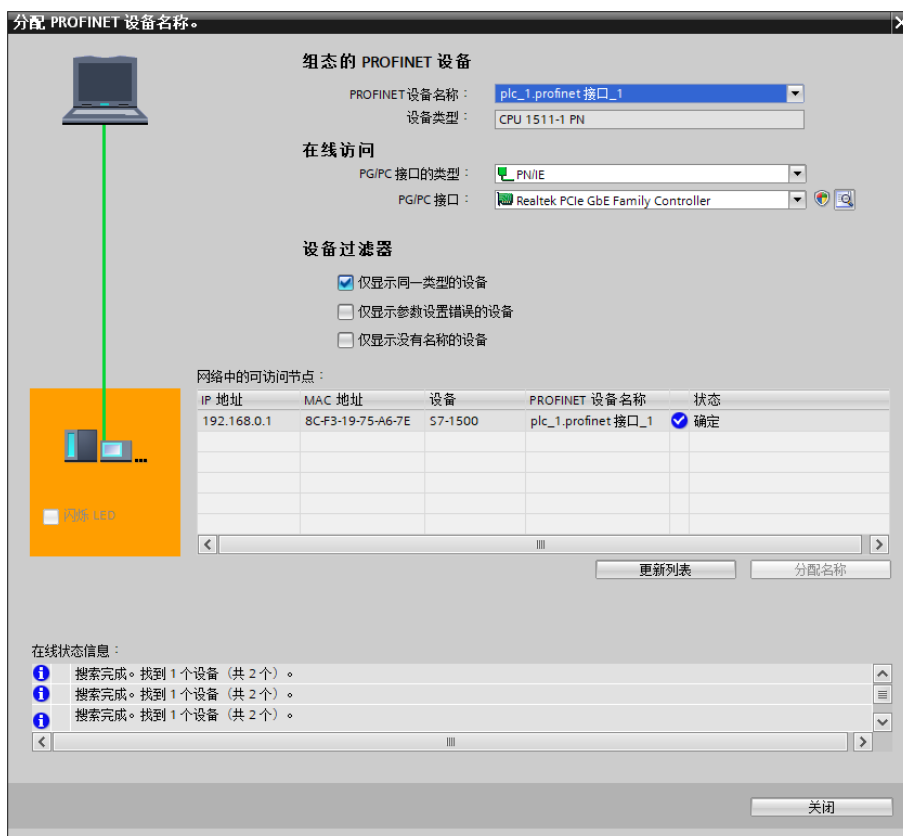 分配 PROFINET 设备名称。
组态的 PROFINET 设备
PROFINET设备名称： plc_1.profinet 接口_1
设备类型： CPU 1511-1 PN
在线访问
PG/PC 接口的类型： PN/IE
PG/PC 接口： Realtek PCIe GbE Family Controller
设备过滤器
仅显示同一类型的设备
仅显示参数设置错误的设备
仅显示没有名称的设备
网络中的可访问节点：
IP 地址 MAC 地址 设备 PROFINET 设备名称 状态
192.168.0.1 8C-F3-19-75-A6-7E S7-1500 plc_1.profinet 接口_1 确定
闪烁 LED
更新列表 分配名称
在线状态信息：
搜索完成。找到 1 个设备（共 2 个）。
搜索完成。找到 1 个设备（共 2 个）。
搜索完成。找到 1 个设备（共 2 个）。
关闭